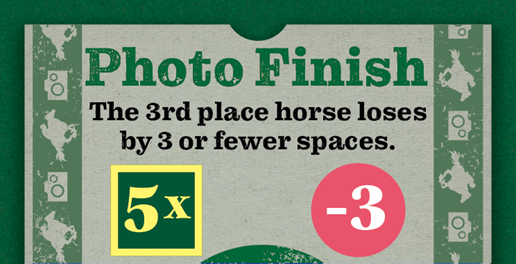 Photo Finish
The 3rd place horse loses
by 3 or fewer spaces.
5x -3